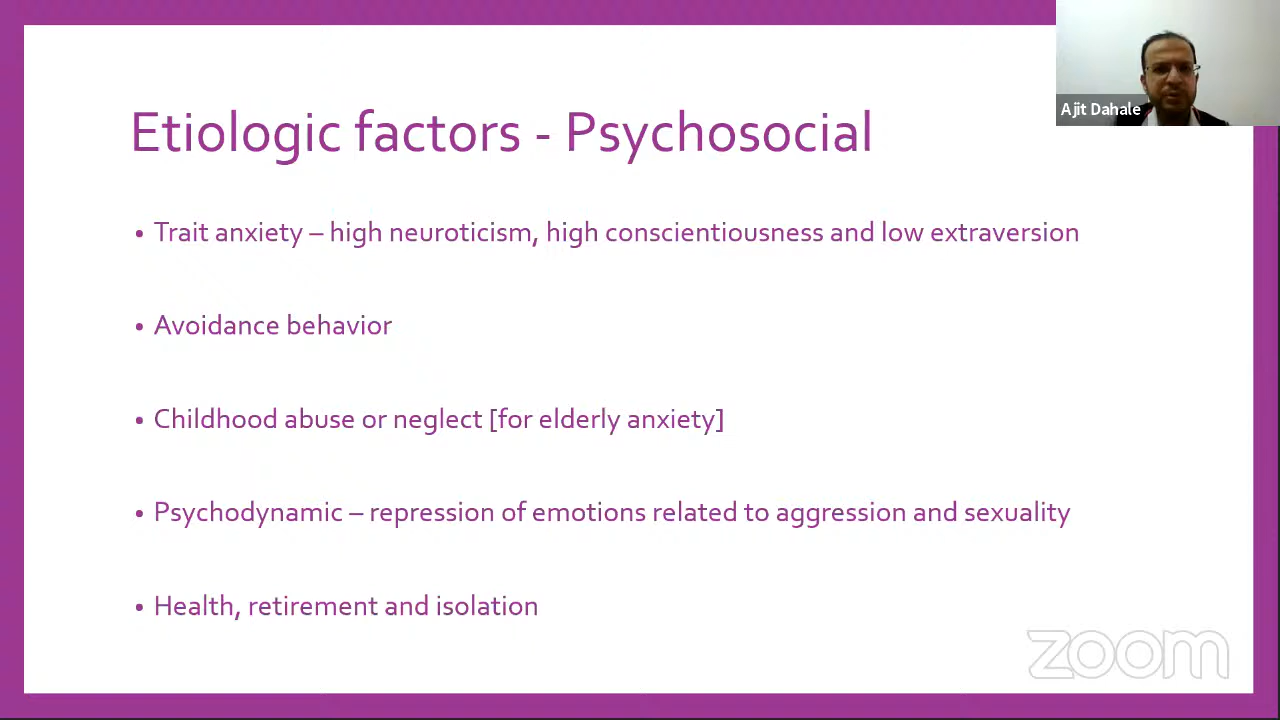 Ajit Dahale
Etiologic factors - Psychosocial
• Trait anxiety – high neuroticism, high conscientiousness and low extraversion
• Avoidance behavior
• Childhood abuse or neglect [for elderly anxiety]
• Psychodynamic – repression of emotions related to aggression and sexuality
• Health, retirement and isolation
zoom